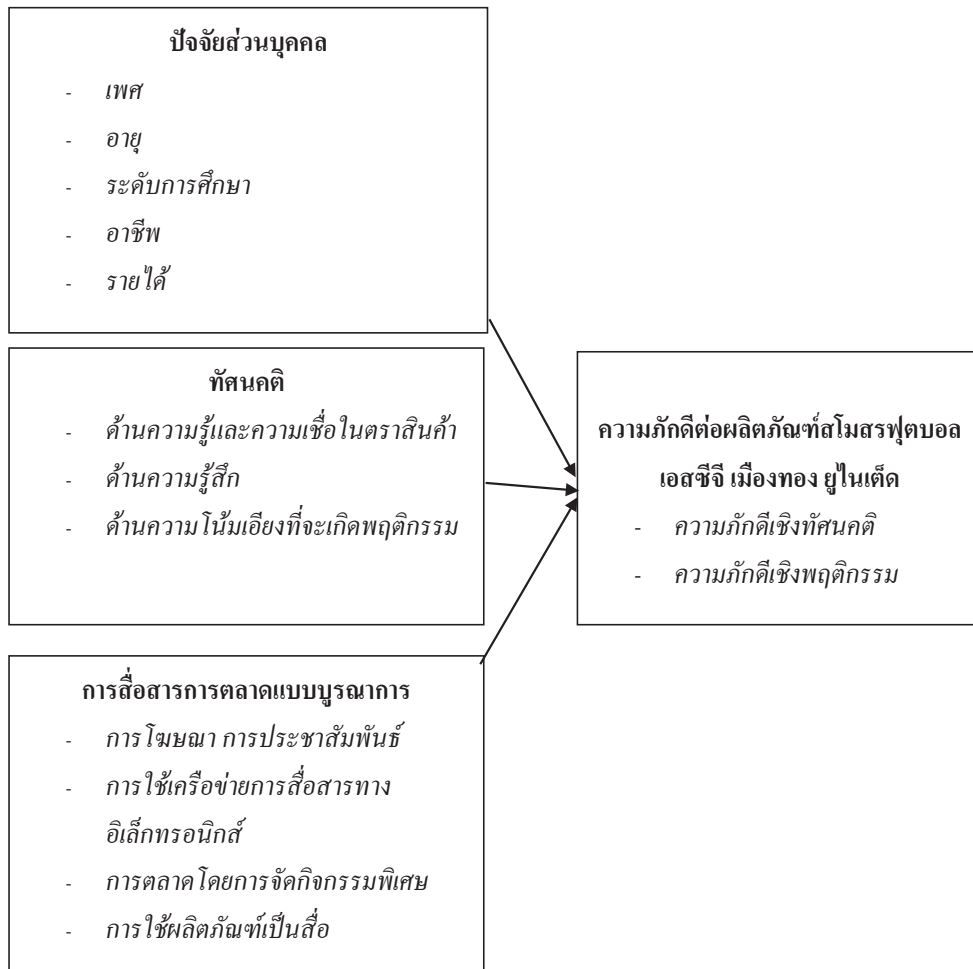 ปัจจัยส่วนบุคคล
- เพศ
- อายุ
- ระดับการศึกษา
- อาชีพ
- รายได้
ทัศนคติ
- ด้านความรู้และความเชื่อในตราสินค้า
- ด้านความรู้สึก
- ด้านความโน้มเอียงที่จะเกิดพฤติกรรม
การสื่อสารการตลาดแบบบูรณาการ
- การโฆษณา การประชาสัมพันธ์
- การใช้เครือข่ายการสื่อสารทาง
อิเล็กทรอนิกส์
- การตลาดโดยการจัดกิจกรรมพิเศษ
- การใช้ผลิตภัณฑ์เป็นสื่อ
ความภักดีต่อผลิตภัณฑ์สโมสรฟุตบอล
เอสซีจี เมืองทอง ยูไนเต็ด
- ความภักดีเชิงทัศนคติ
- ความภักดีเชิงพฤติกรรม